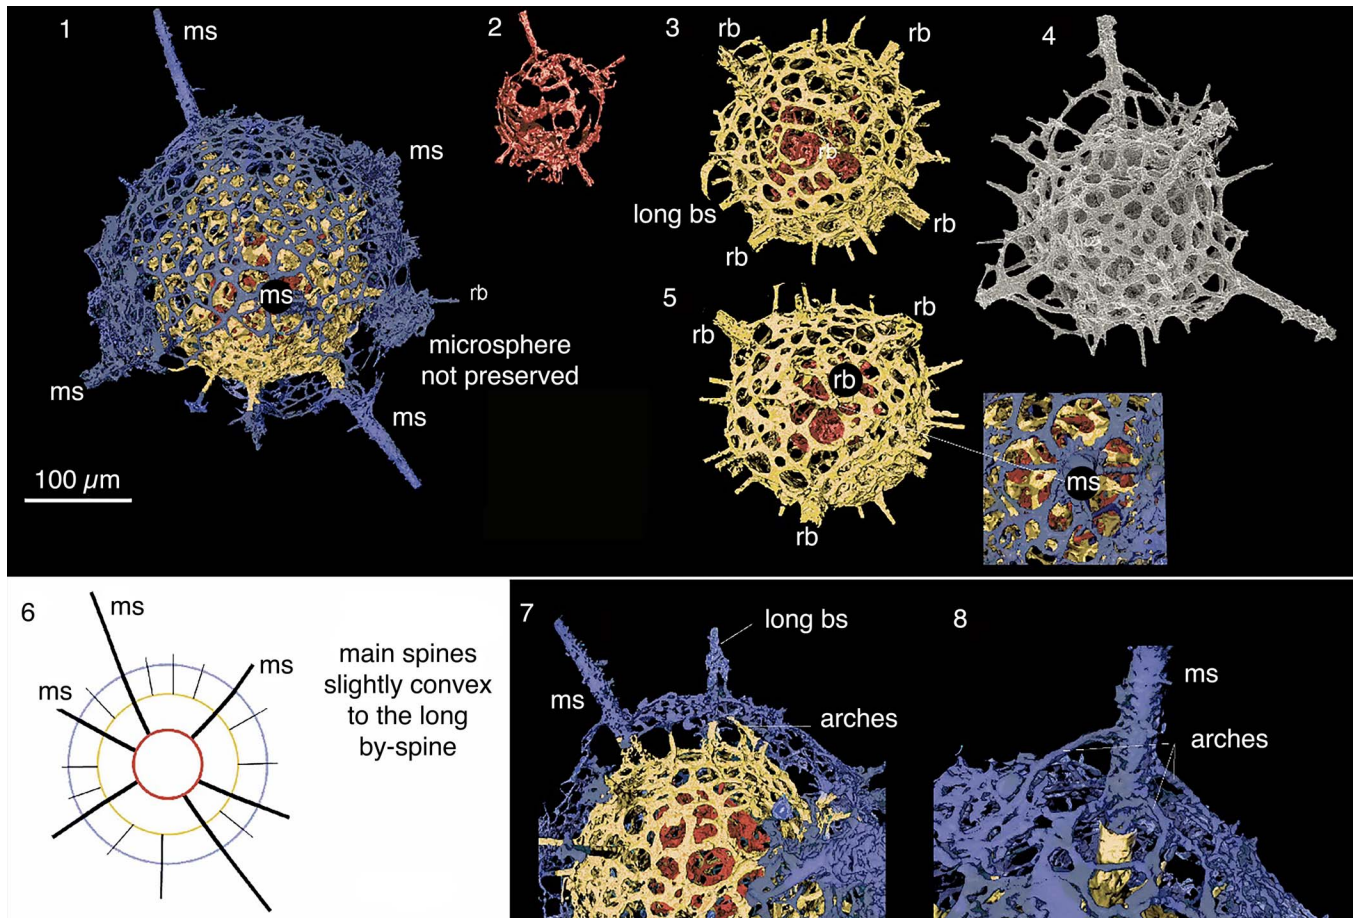 1
ms
ms
ms
rb
microsphere
not preserved
ms
ms
100 µm
2
3
rb
rb
rb
long bs
rb
rb
4
5
rb
rb
rb
rb
ms
6
ms
ms
ms
main spines
slightly convex
to the long
by-spine
7
long bs
ms
arches
8
ms
arches